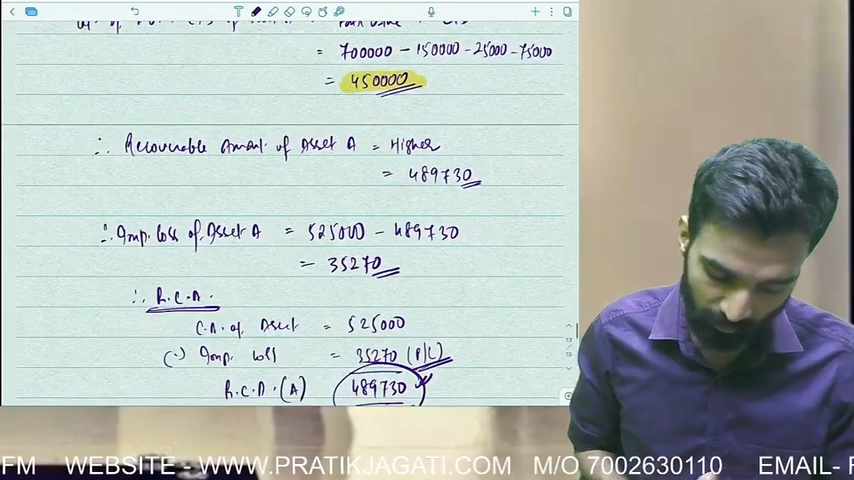 = 700000 - 150000 - 25000 - 75000
= 450000
∴ Recoverable Amount of Asset A = Higher
= 489730
∴ Imp. Loss of Asset A = 525000 - 489730
= 35270
∴ R.C.A.
C.A. of Asset = 525000
(-) Imp. Loss = 35270 (P/L)
R.C.A. (A) 489730
FM WEBSITE - WWW.PRATIKJAGATI.COM M/O 7002630110 EMAIL-